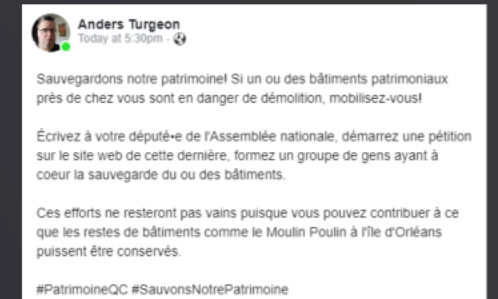 Anders Turgeon
Today at 5:30pm ·
Sauvegardons notre patrimoine! Si un ou des bâtiments patrimoniaux
près de chez vous sont en danger de démolition, mobilisez-vous!
Écrivez à votre député•e de l'Assemblée nationale, démarrez une pétition
sur le site web de cette dernière, formez un groupe de gens ayant à
coeur la sauvegarde du ou des bâtiments.
Ces efforts ne resteront pas vains puisque vous pouvez contribuer à ce
que les restes de bâtiments comme le Moulin Poulin à l'île d'Orléans
puissent être conservés.
#PatrimoineQC #SauvonsNotrePatrimoine